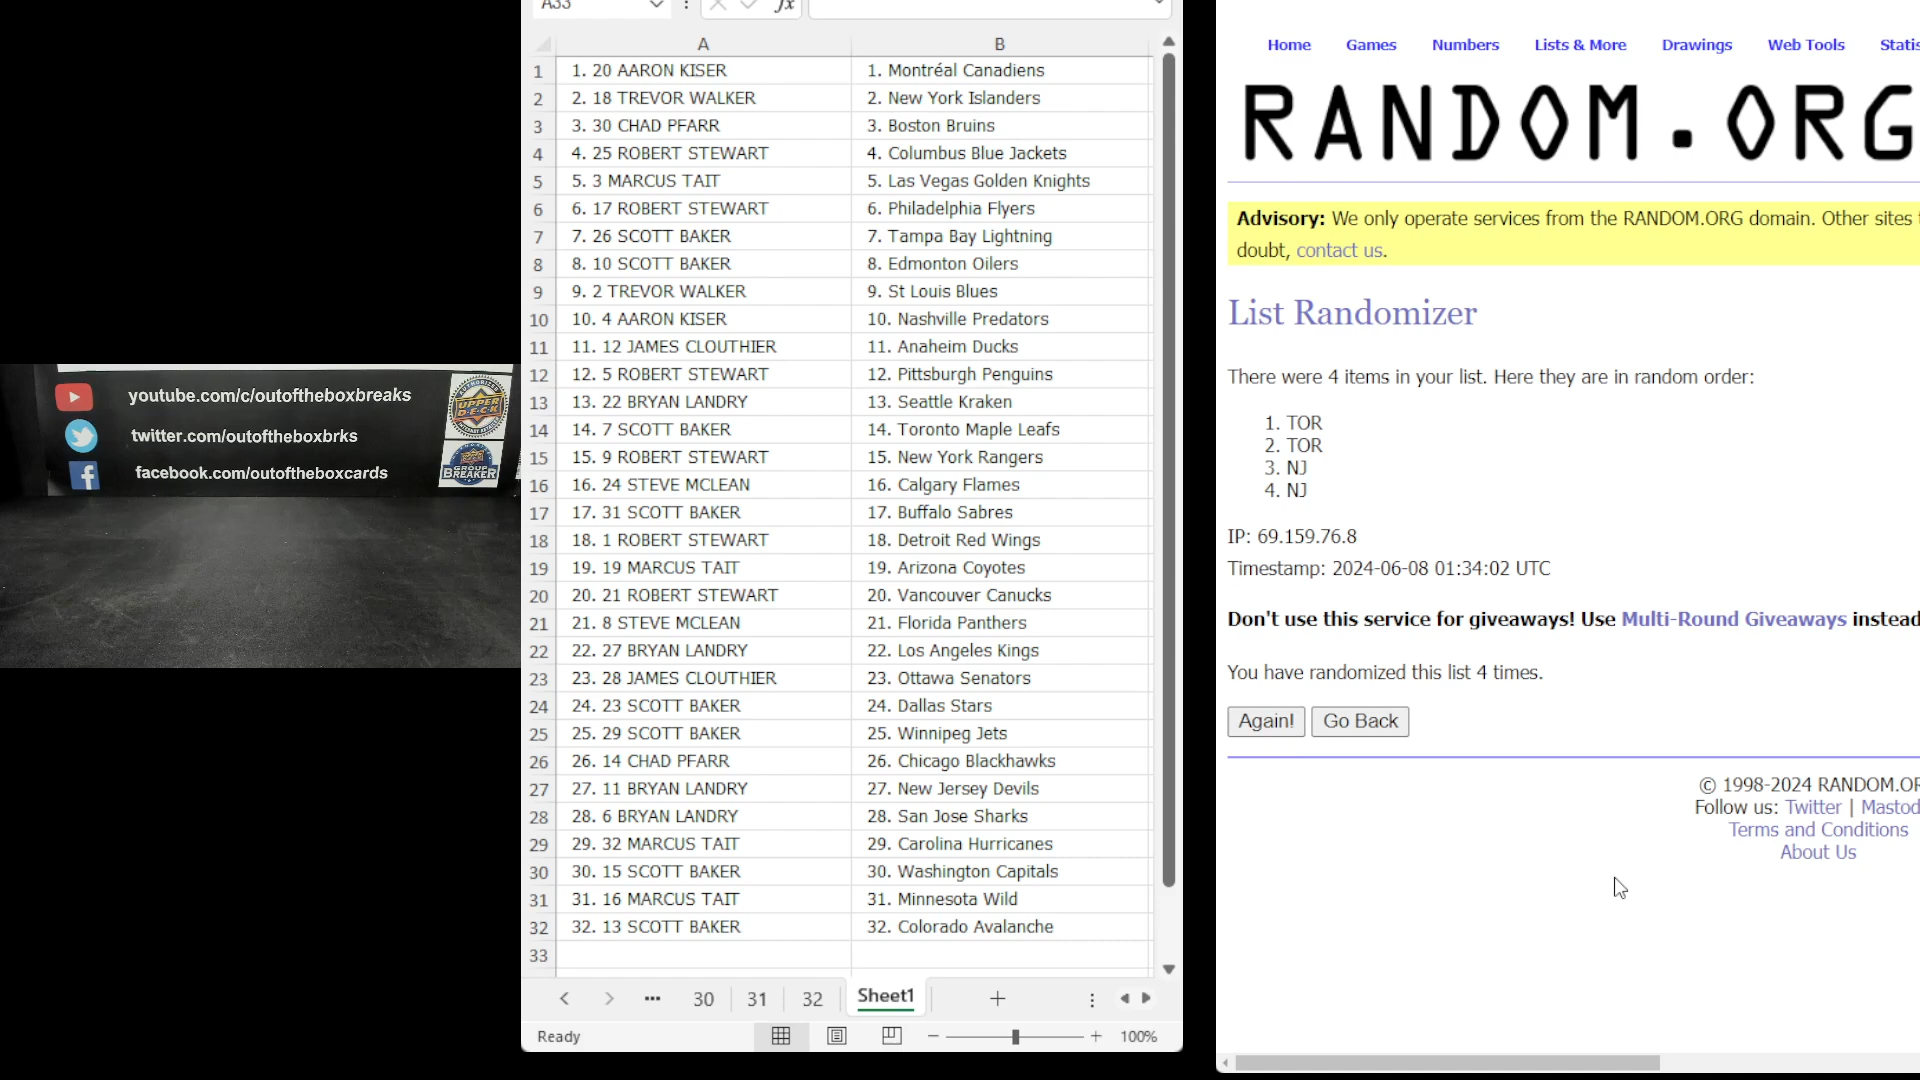 youtube.com/c/outoftheboxbreaks
twitter.com/outoftheboxbrks
facebook.com/outoftheboxcards
AUTHORIZED
UPPER
DECK
GROUP
BREAKER
A33
fx
A B
1 1. 20 AARON KISER 1. Montréal Canadiens
2 2. 18 TREVOR WALKER 2. New York Islanders
3 3. 30 CHAD PFARR 3. Boston Bruins
4 4. 25 ROBERT STEWART 4. Columbus Blue Jackets
5 5. 3 MARCUS TAIT 5. Las Vegas Golden Knights
6 6. 17 ROBERT STEWART 6. Philadelphia Flyers
7 7. 26 SCOTT BAKER 7. Tampa Bay Lightning
8 8. 10 SCOTT BAKER 8. Edmonton Oilers
9 9. 2 TREVOR WALKER 9. St Louis Blues
10 10. 4 AARON KISER 10. Nashville Predators
11 11. 12 JAMES CLOUTHIER 11. Anaheim Ducks
12 12. 5 ROBERT STEWART 12. Pittsburgh Penguins
13 13. 22 BRYAN LANDRY 13. Seattle Kraken
14 14. 7 SCOTT BAKER 14. Toronto Maple Leafs
15 15. 9 ROBERT STEWART 15. New York Rangers
16 16. 24 STEVE MCLEAN 16. Calgary Flames
17 17. 31 SCOTT BAKER 17. Buffalo Sabres
18 18. 1 ROBERT STEWART 18. Detroit Red Wings
19 19. 19 MARCUS TAIT 19. Arizona Coyotes
20 20. 21 ROBERT STEWART 20. Vancouver Canucks
21 21. 8 STEVE MCLEAN 21. Florida Panthers
22 22. 27 BRYAN LANDRY 22. Los Angeles Kings
23 23. 28 JAMES CLOUTHIER 23. Ottawa Senators
24 24. 23 SCOTT BAKER 24. Dallas Stars
25 25. 29 SCOTT BAKER 25. Winnipeg Jets
26 26. 14 CHAD PFARR 26. Chicago Blackhawks
27 27. 11 BRYAN LANDRY 27. New Jersey Devils
28 28. 6 BRYAN LANDRY 28. San Jose Sharks
29 29. 32 MARCUS TAIT 29. Carolina Hurricanes
30 30. 15 SCOTT BAKER 30. Washington Capitals
31 31. 16 MARCUS TAIT 31. Minnesota Wild
32 32. 13 SCOTT BAKER 32. Colorado Avalanche
33
... 30 31 32 Sheet1 +
Ready 100%
Home Games Numbers Lists & More Drawings Web Tools Statis
RANDOM.ORG
Advisory: We only operate services from the RANDOM.ORG domain. Other sites t
doubt, contact us.
List Randomizer
There were 4 items in your list. Here they are in random order:
1. TOR
2. TOR
3. NJ
4. NJ
IP: 69.159.76.8
Timestamp: 2024-06-08 01:34:02 UTC
Don't use this service for giveaways! Use Multi-Round Giveaways instead
You have randomized this list 4 times.
Again! Go Back
© 1998-2024 RANDOM.OR
Follow us: Twitter | Mastod
Terms and Conditions
About Us